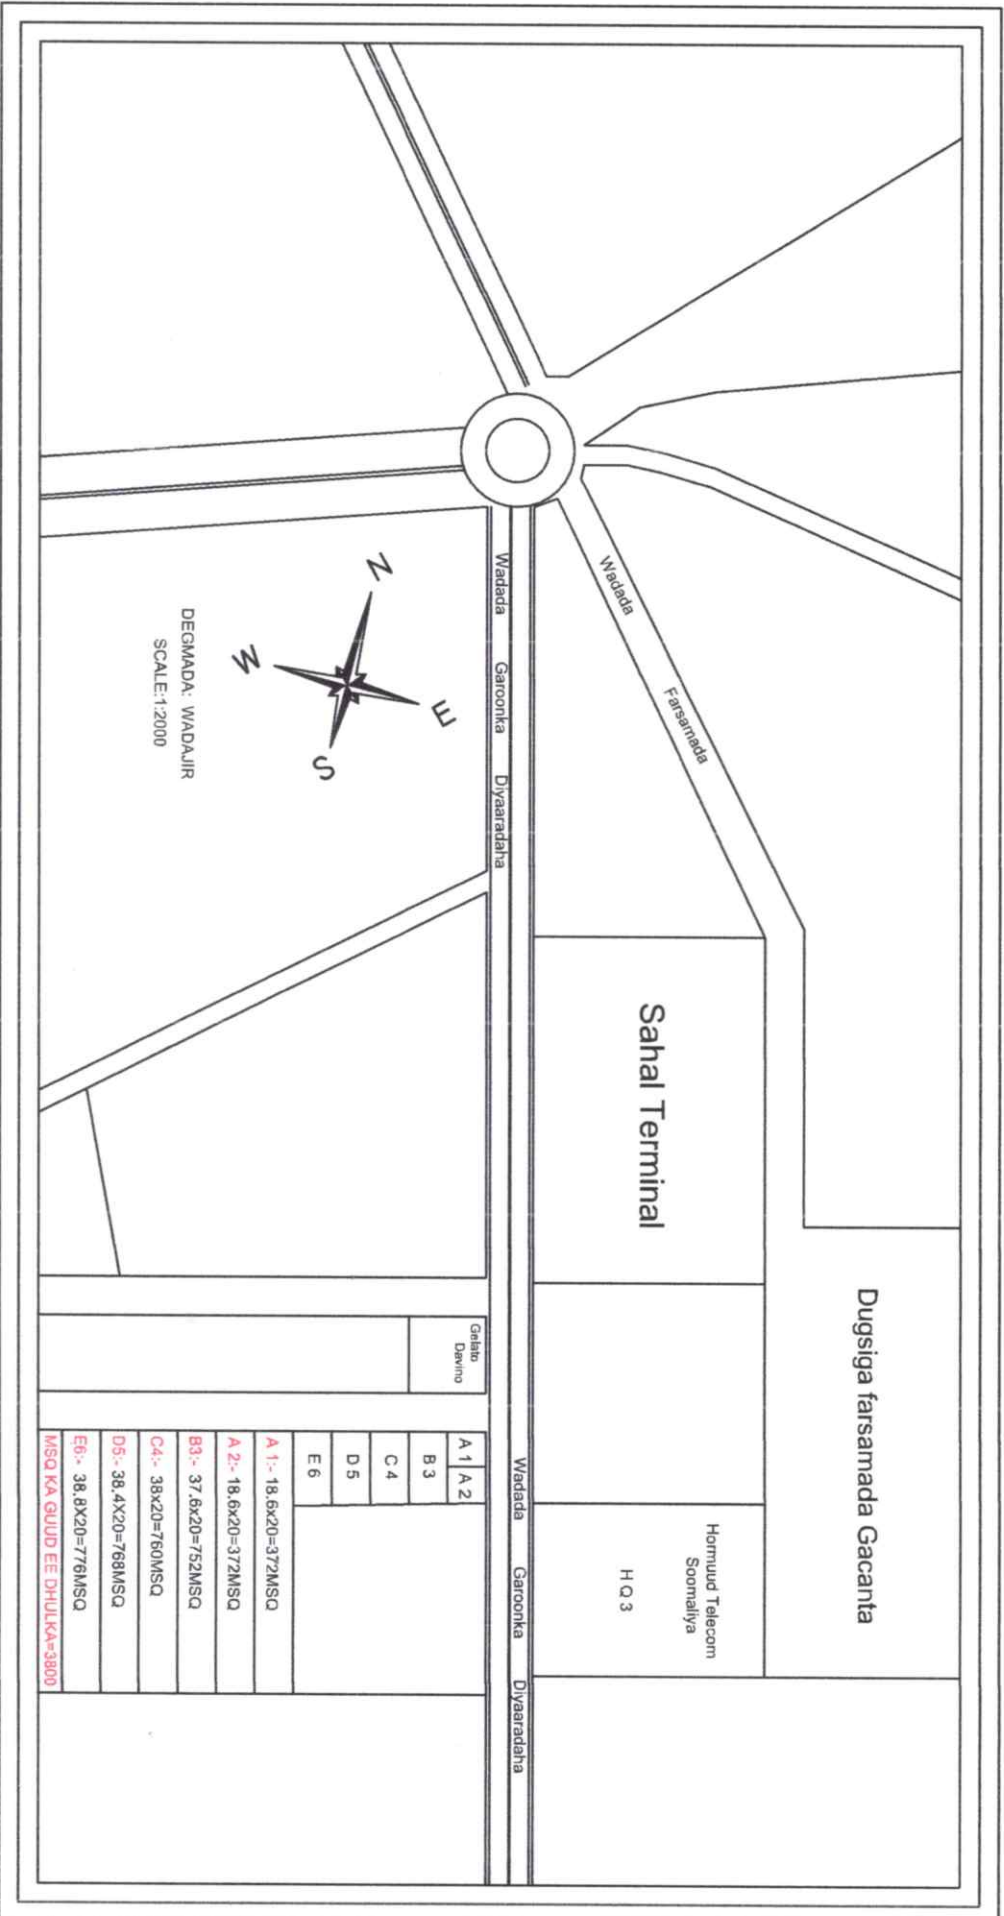 Dugsiga farsamada Gacanta
Wadada Farsamada
Sahal Terminal
Hormuud Telecom
Soomaliya
H Q 3
Wadada Garoonka Diyaaradaha
Wadada Garoonka Diyaaradaha
Gelato
Davino
N
E
W
S
DEGMADA: WADAJIR
SCALE:1:2000
A 1 A 2
B 3
C 4
D 5
E 6
A 1:- 18.6x20=372MSQ
A 2:- 18.6x20=372MSQ
B3:- 37.6x20=752MSQ
C4:- 38x20=760MSQ
D5:- 38.4X20=768MSQ
E6:- 38.8X20=776MSQ
MSQ KA GUUD EE DHULKA=3800